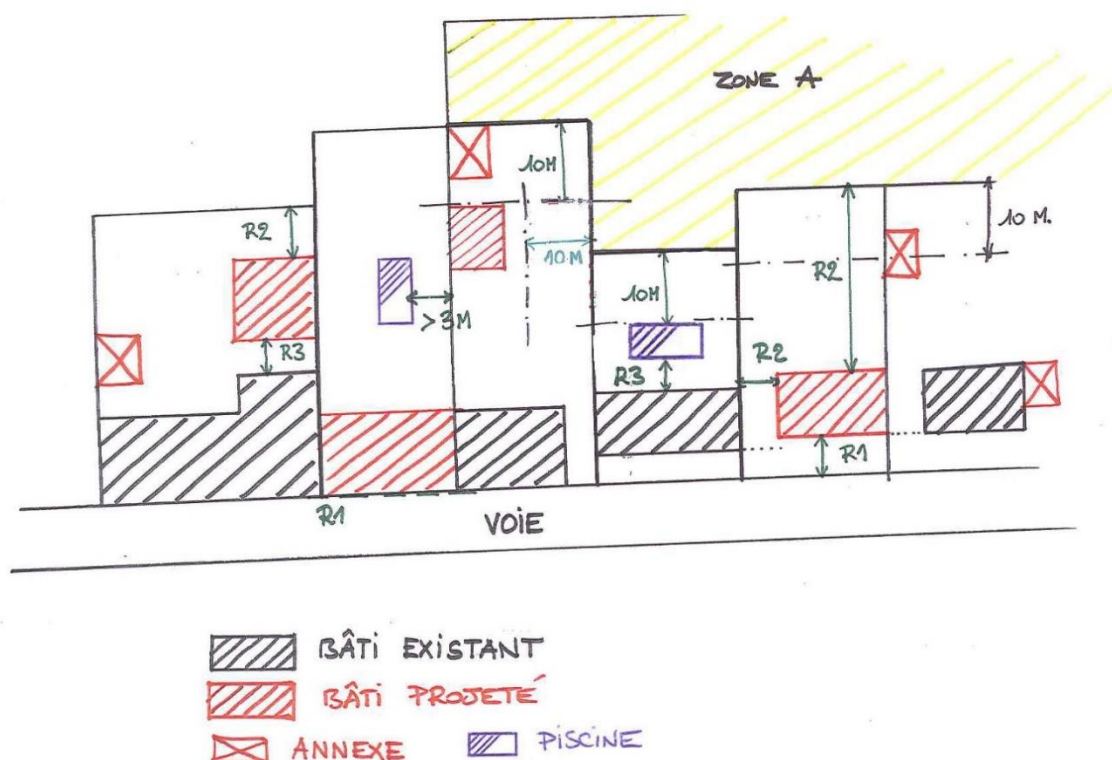 ZONE A
10M
10 M.
R2
R2
10 M
10M
> 3 M
R3
R3
R2
R1
R1
VOIE
BÂTI EXISTANT
BÂTI PROJETÉ
ANNEXE
PISCINE